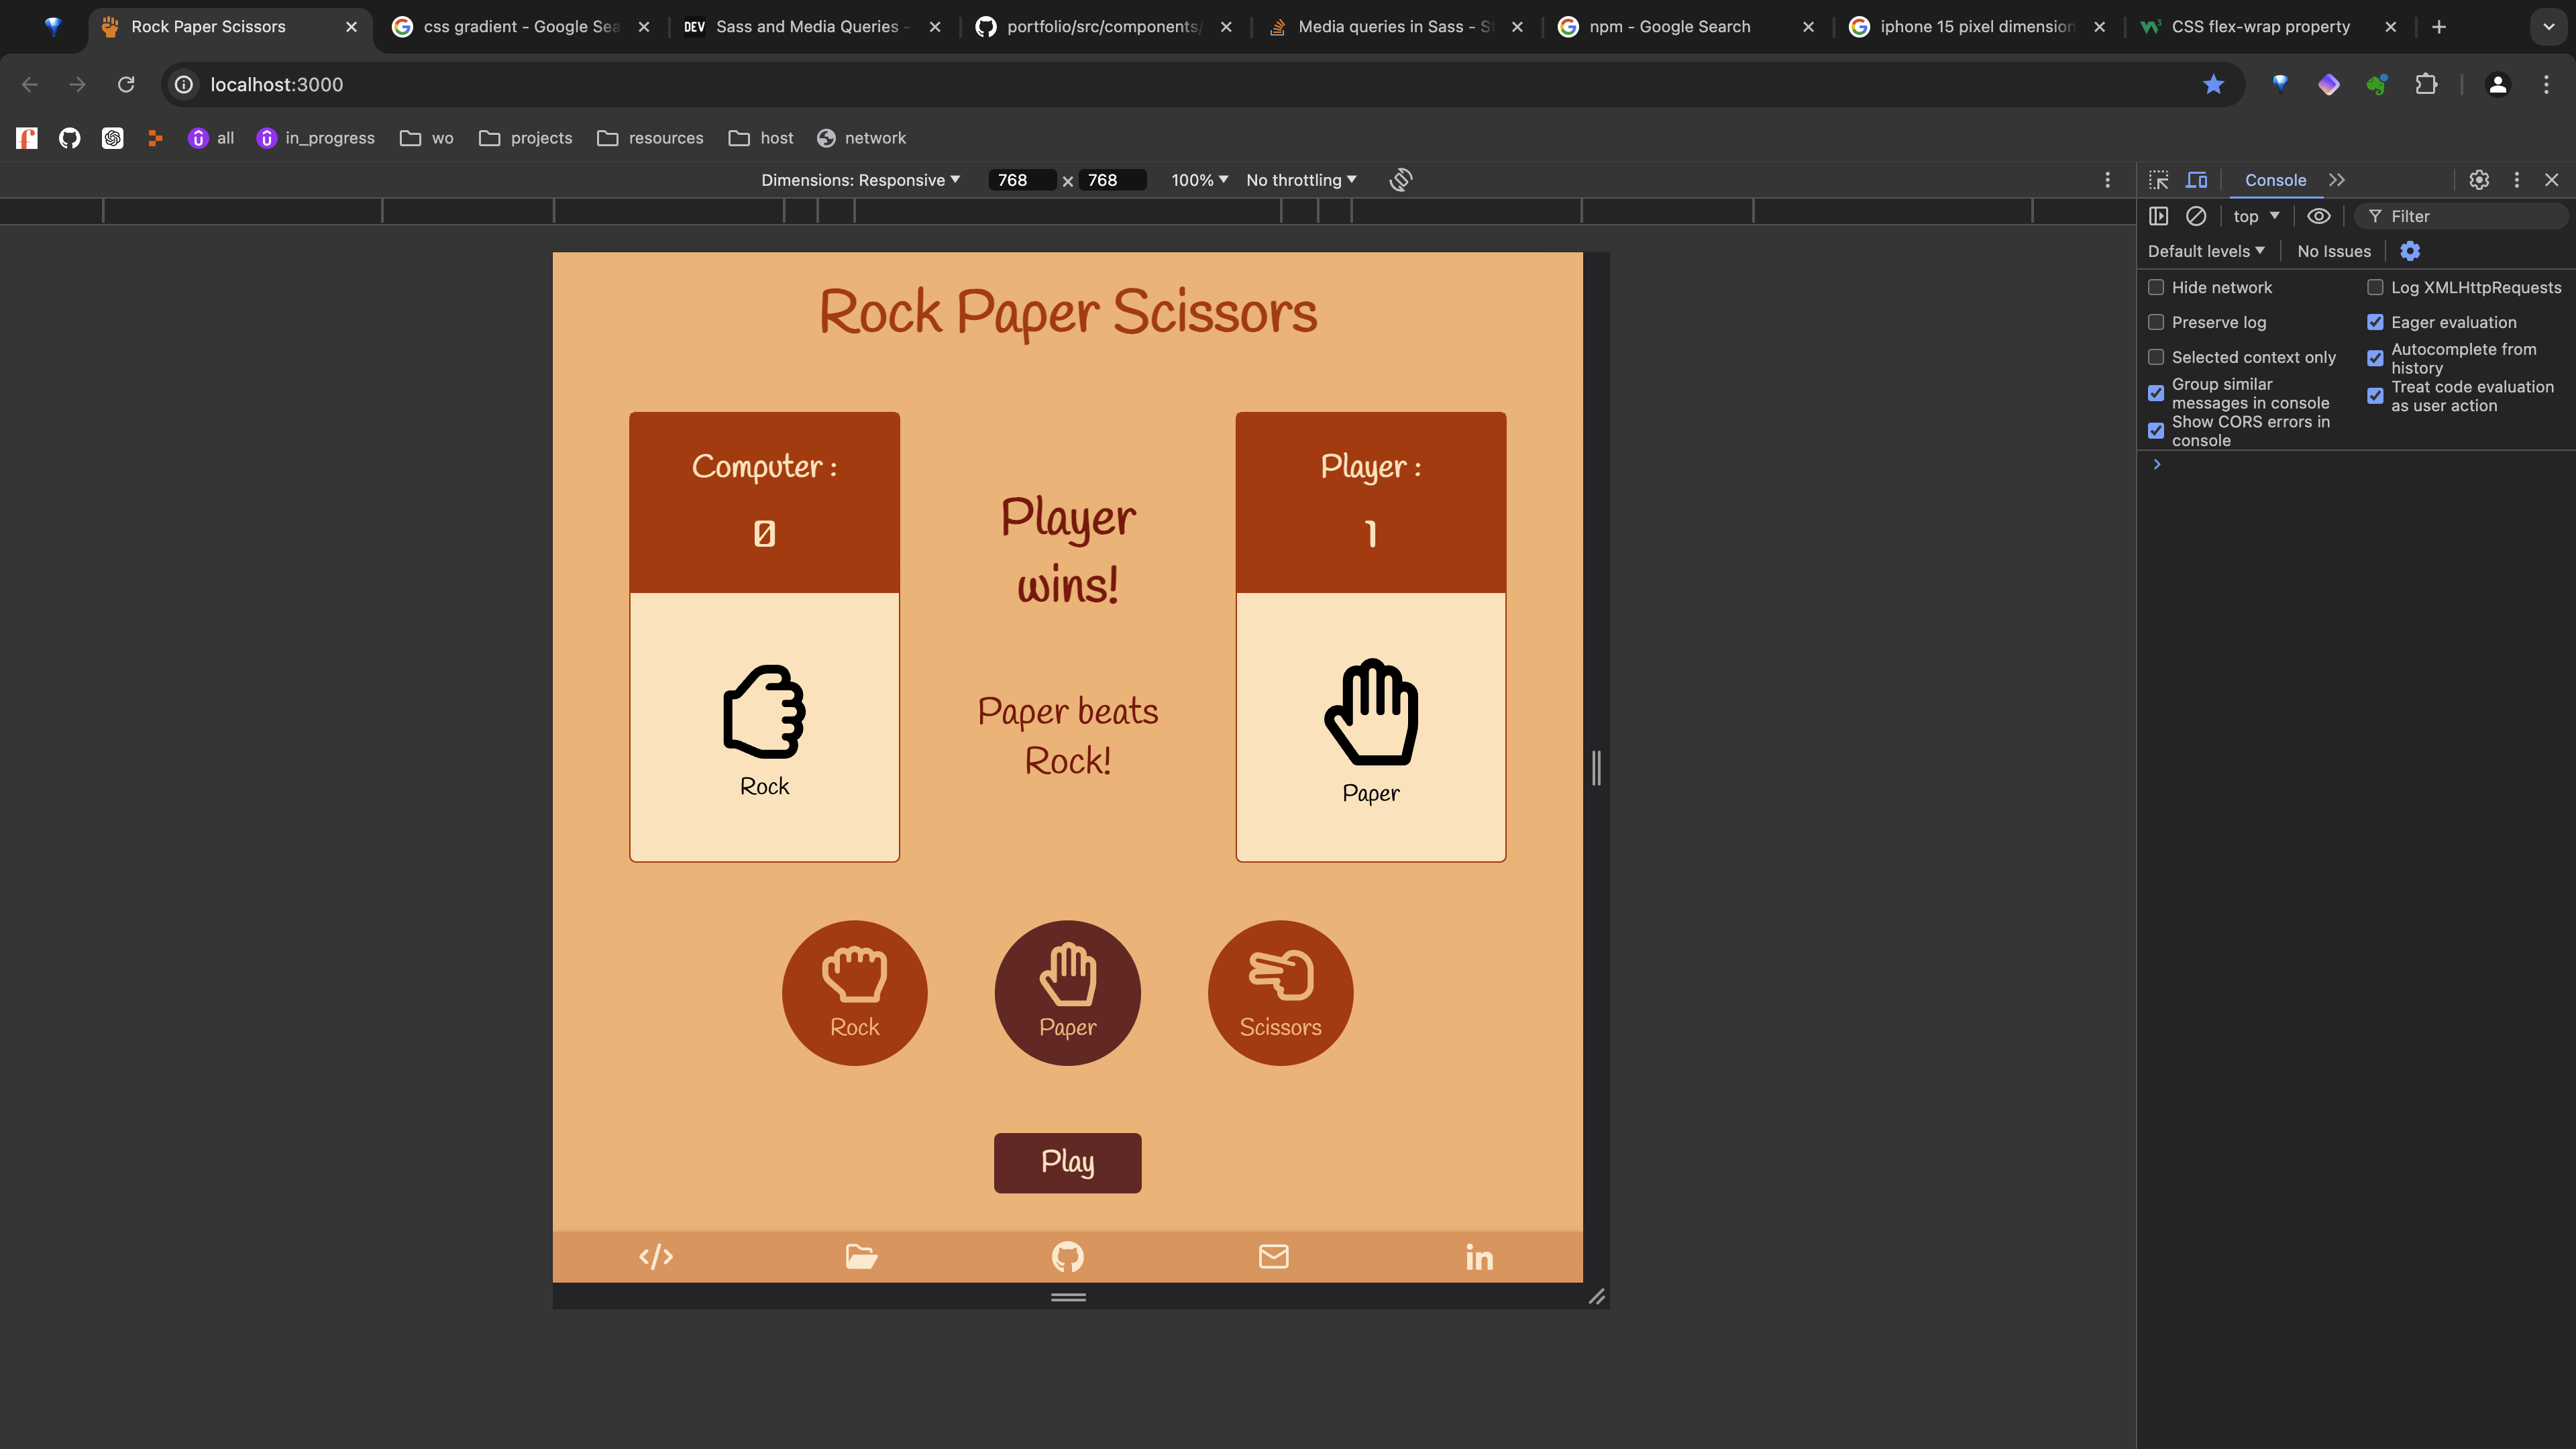 Rock Paper Scissors
css gradient - Google Sea
DEV
Sass and Media Queries -
portfolio/src/components/
Media queries in Sass - S
npm - Google Search
iphone 15 pixel dimension
CSS flex-wrap property
localhost:3000
all
in_progress
wo
projects
resources
host
network
Dimensions: Responsive
768 × 768
100%
No throttling
Console
top
Filter
Default levels
No Issues
Hide network
Log XMLHttpRequests
Preserve log
Eager evaluation
Selected context only
Autocomplete from
history
Group similar
messages in console
Treat code evaluation
as user action
Show CORS errors in
console
Rock Paper Scissors
Computer :
0
Player
wins!
Player :
1
Paper beats
Rock!
Rock
Paper
Rock
Paper
Scissors
Play